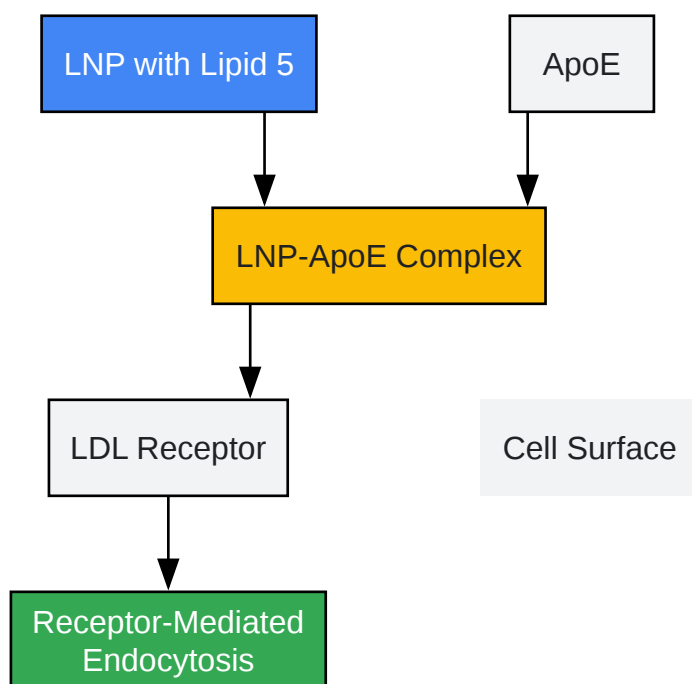 LNP with Lipid 5
ApoE
LNP-ApoE Complex
LDL Receptor
Cell Surface
Receptor-Mediated
Endocytosis